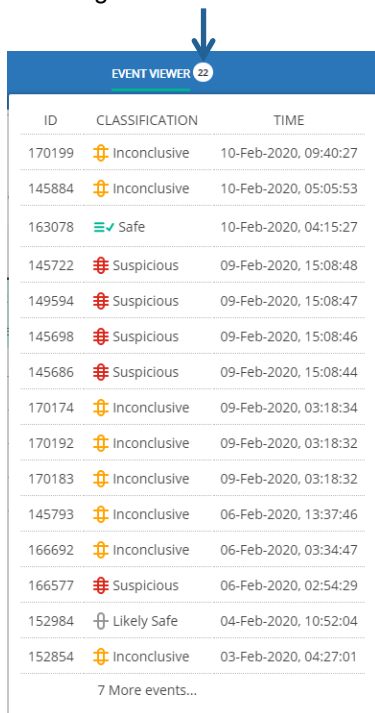 EVENT VIEWER 22
ID CLASSIFICATION TIME
170199 Inconclusive 10-Feb-2020, 09:40:27
145884 Inconclusive 10-Feb-2020, 05:05:53
163078 Safe 10-Feb-2020, 04:15:27
145722 Suspicious 09-Feb-2020, 15:08:48
149594 Suspicious 09-Feb-2020, 15:08:47
145698 Suspicious 09-Feb-2020, 15:08:46
145686 Suspicious 09-Feb-2020, 15:08:44
170174 Inconclusive 09-Feb-2020, 03:18:34
170192 Inconclusive 09-Feb-2020, 03:18:32
170183 Inconclusive 09-Feb-2020, 03:18:32
145793 Inconclusive 06-Feb-2020, 13:37:46
166692 Inconclusive 06-Feb-2020, 03:34:47
166577 Suspicious 06-Feb-2020, 02:54:29
152984 Likely Safe 04-Feb-2020, 10:52:04
152854 Inconclusive 03-Feb-2020, 04:27:01
7 More events...